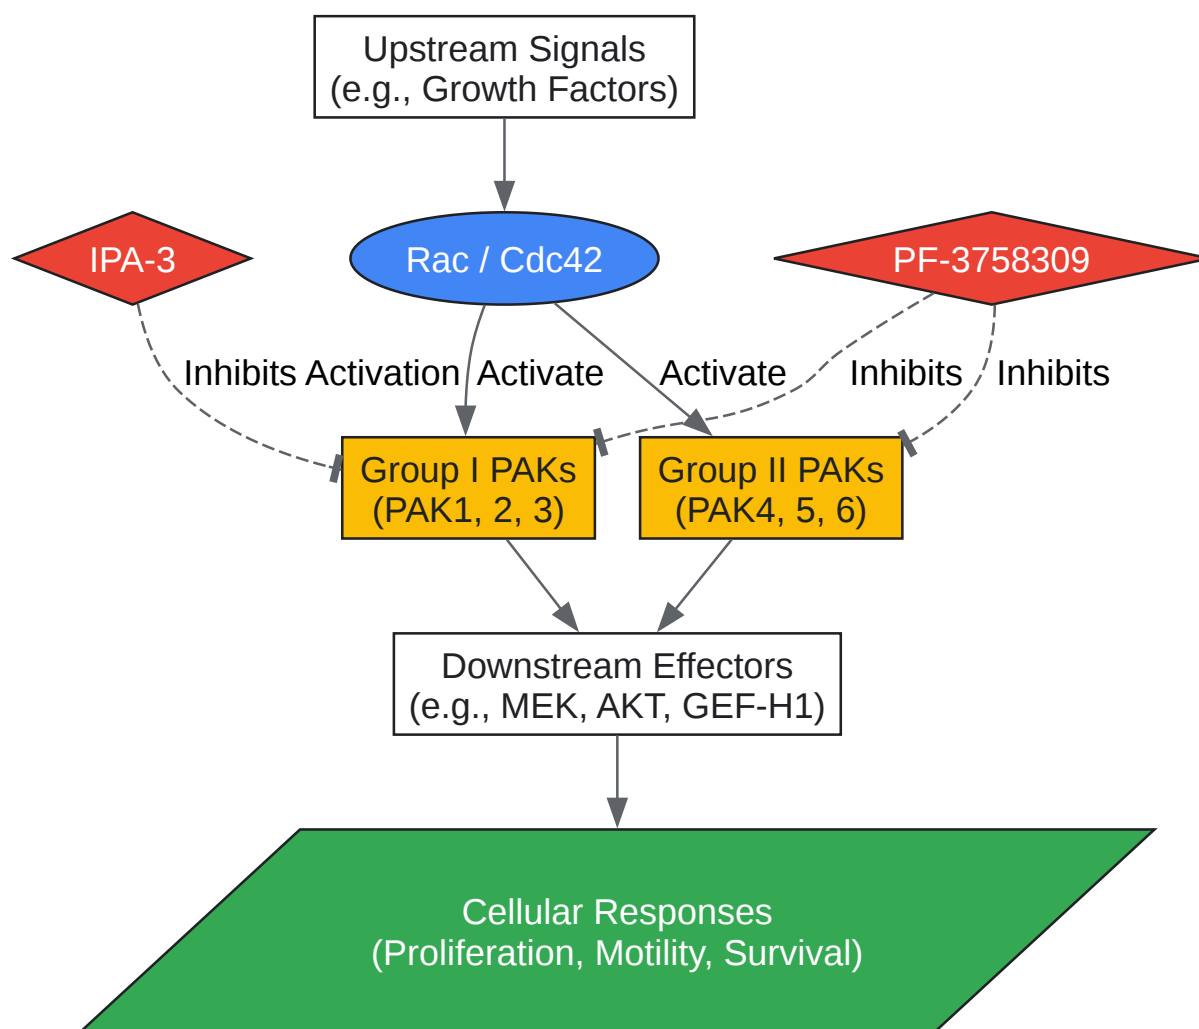 Upstream Signals
(e.g., Growth Factors)
IPA-3
Rac / Cdc42
PF-3758309
Inhibits Activation
Activate
Activate
Inhibits
Inhibits
Group I PAKs
(PAK1, 2, 3)
Group II PAKs
(PAK4, 5, 6)
Downstream Effectors
(e.g., MEK, AKT, GEF-H1)
Cellular Responses
(Proliferation, Motility, Survival)